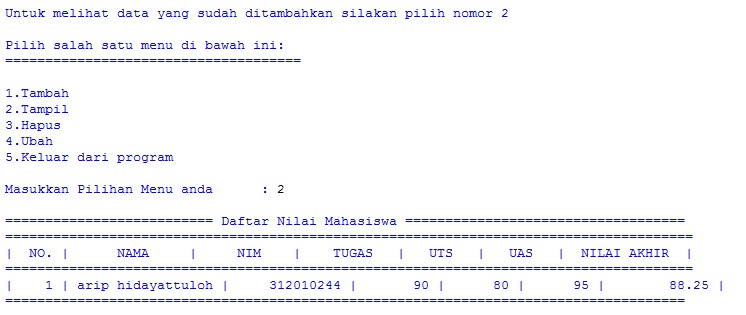 Untuk melihat data yang sudah ditambahkan silakan pilih nomor 2
Pilih salah satu menu di bawah ini:
=====================================
1.Tambah
2.Tampil
3.Hapus
4.Ubah
5.Keluar dari program
Masukkan Pilihan Menu anda      : 2
========================== Daftar Nilai Mahasiswa ===================================
======================================================================================
|  NO. |      NAMA     |     NIM    |    TUGAS   |   UTS   |   UAS   |  NILAI AKHIR  |
======================================================================================
|    1 | arip hidayattuloh |     312010244 |       90 |      80 |      95 |        88.25 |
=====================================================================================